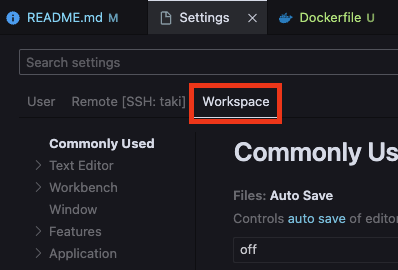 README.md M Settings Dockerfile U
Search settings
User Remote [SSH: taki] Workspace
Commonly Used
Text Editor
Workbench
Window
Features
Application
Commonly Us
Files: Auto Save
Controls auto save of editor
off